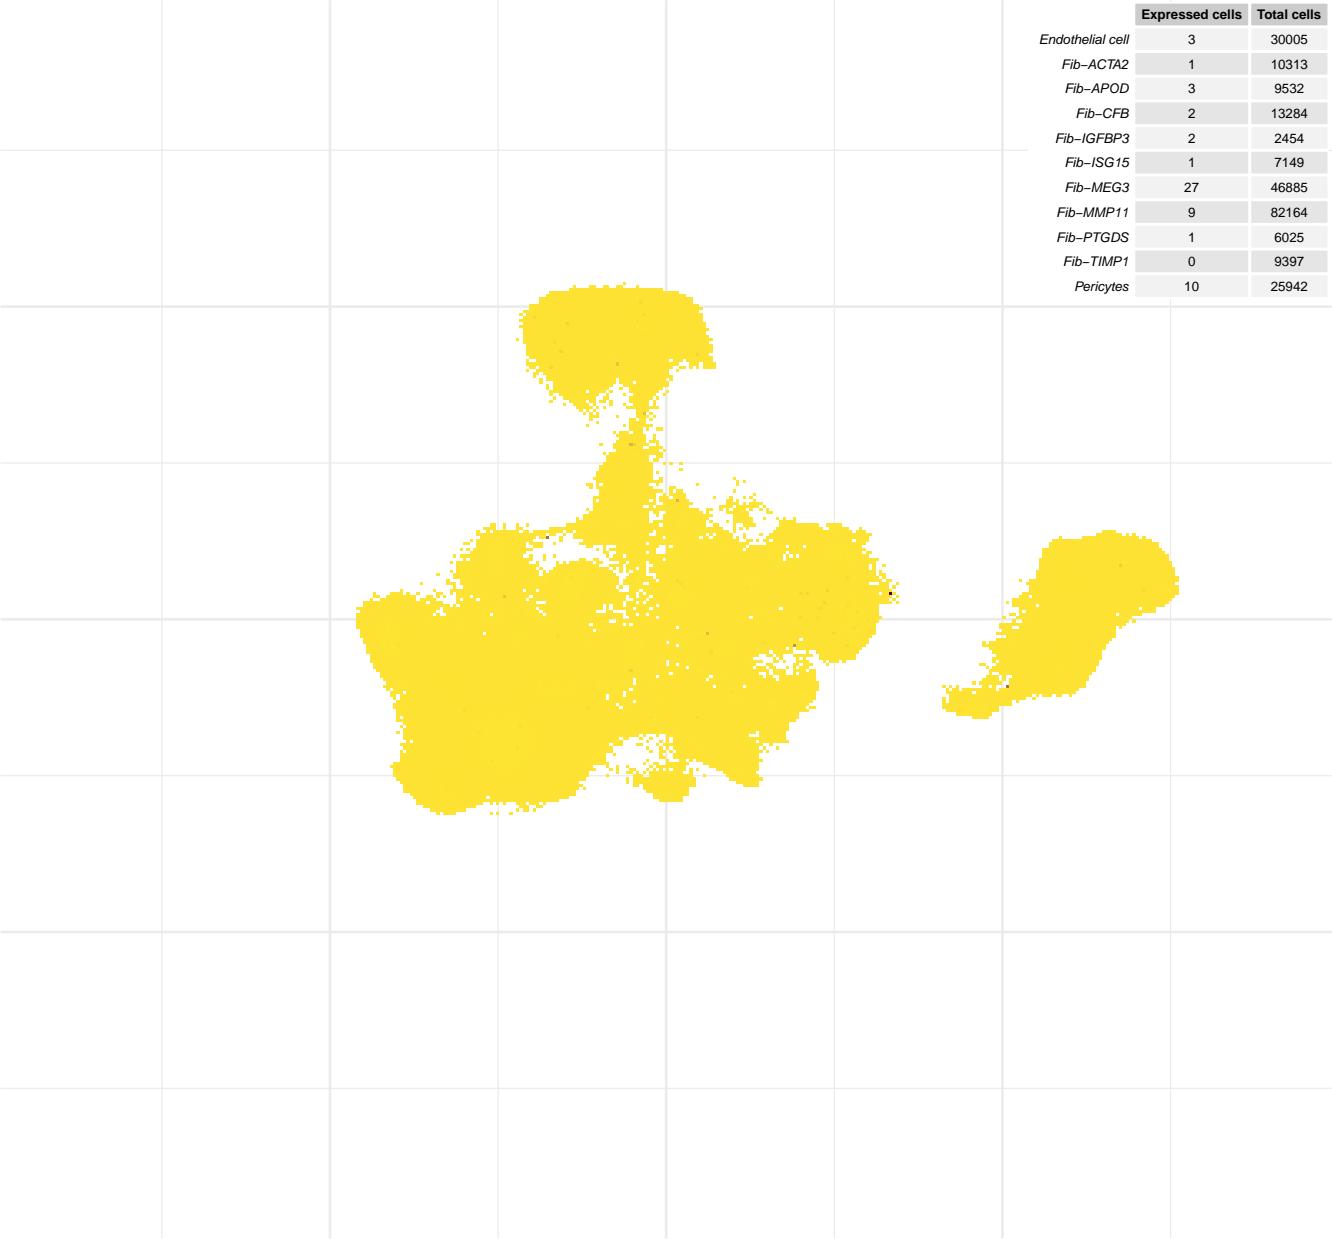 Expressed cells Total cells
Endothelial cell 3 30005
Fib−ACTA2 1 10313
Fib−APOD 3 9532
Fib−CFB 2 13284
Fib−IGFBP3 2 2454
Fib−ISG15 1 7149
Fib−MEG3 27 46885
Fib−MMP11 9 82164
Fib−PTGDS 1 6025
Fib−TIMP1 0 9397
Pericytes 10 25942